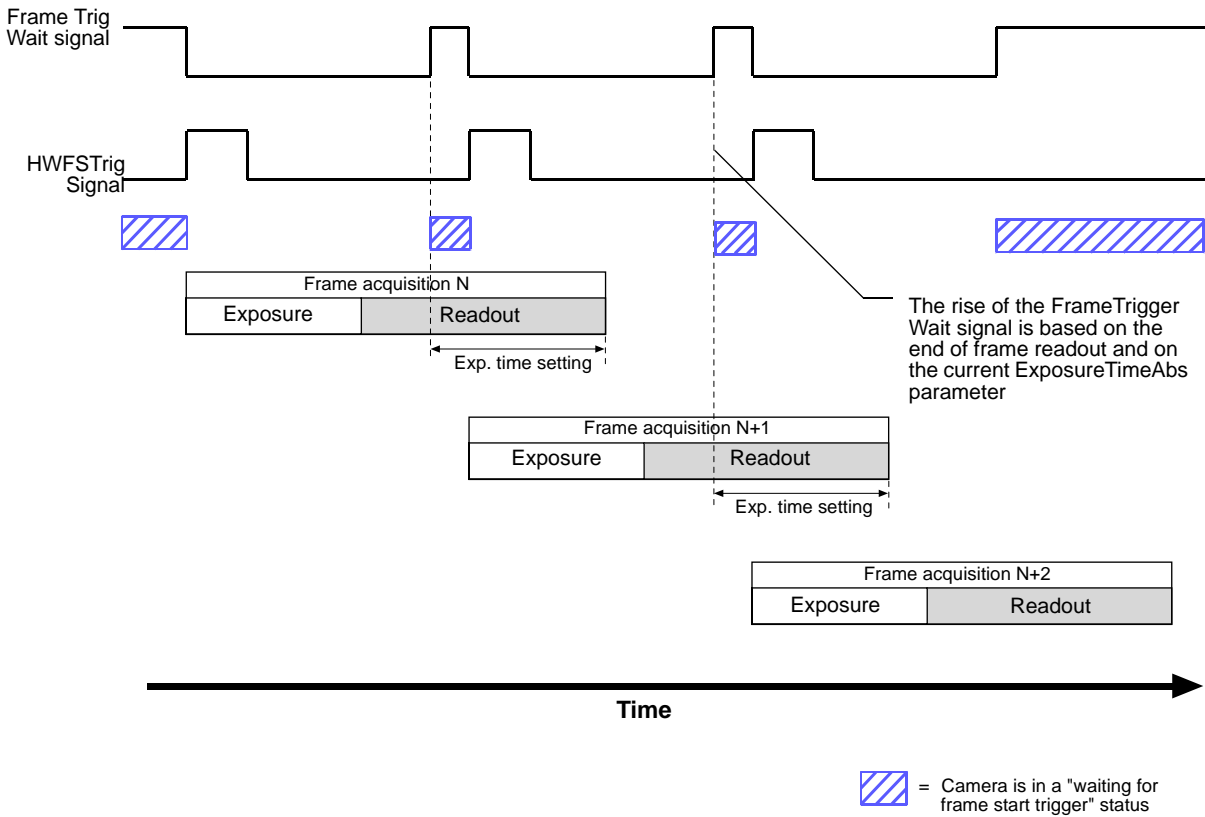 Frame Trig
Wait signal
HWFSTrig
Signal
Frame acquisition N
Exposure
Readout
Exp. time setting
The rise of the FrameTrigger
Wait signal is based on the
end of frame readout and on
the current ExposureTimeAbs
parameter
Frame acquisition N+1
Exposure
Readout
Exp. time setting
Frame acquisition N+2
Exposure
Readout
Time
= Camera is in a "waiting for
frame start trigger" status